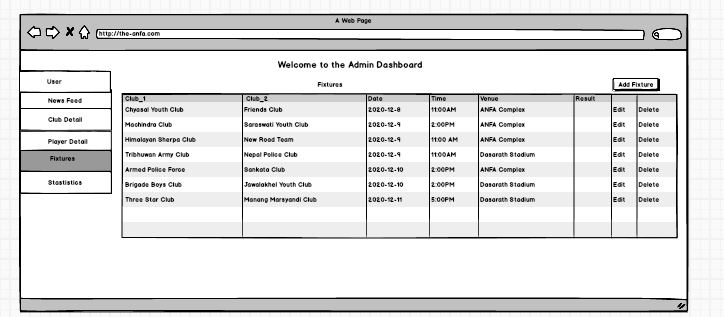 A Web Page
http://the-anfa.com
Welcome to the Admin Dashboard
User
News Feed
Club Detail
Player Detail
Fixtures
Stastistics
Fixtures
Add Fixture
Club_1 Club_2 Date Time Venue Result
Chyasal Youth Club Friends Club 2020-12-8 11:00AM ANFA Complex Edit Delete
Machindra Club Saraswati Youth Club 2020-12-9 2:00PM ANFA Complex Edit Delete
Himalayan Sherpa Club New Road Team 2020-12-9 11:00 AM ANFA Complex Edit Delete
Tribhuwan Army Club Nepal Police Club 2020-12-9 11:00AM Dasarath Stadium Edit Delete
Armed Police Force Sankata Club 2020-12-10 2:00PM ANFA Complex Edit Delete
Brigade Boys Club Jawalakhel Youth Club 2020-12-10 2:00PM Dasarath Stadium Edit Delete
Three Star Club Manang Marsyandi Club 2020-12-11 5:00PM Dasarath Stadium Edit Delete